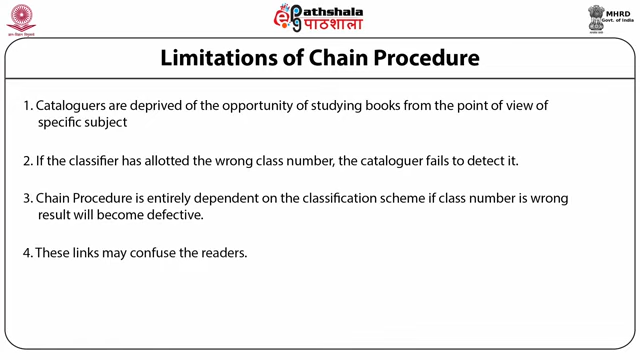 Pathshala
पाठशाला
MHRD
Govt. of India
Limitations of Chain Procedure
1. Cataloguers are deprived of the opportunity of studying books from the point of view of
specific subject
2. If the classifier has allotted the wrong class number, the cataloguer fails to detect it.
3. Chain Procedure is entirely dependent on the classification scheme if class number is wrong
result will become defective.
4. These links may confuse the readers.